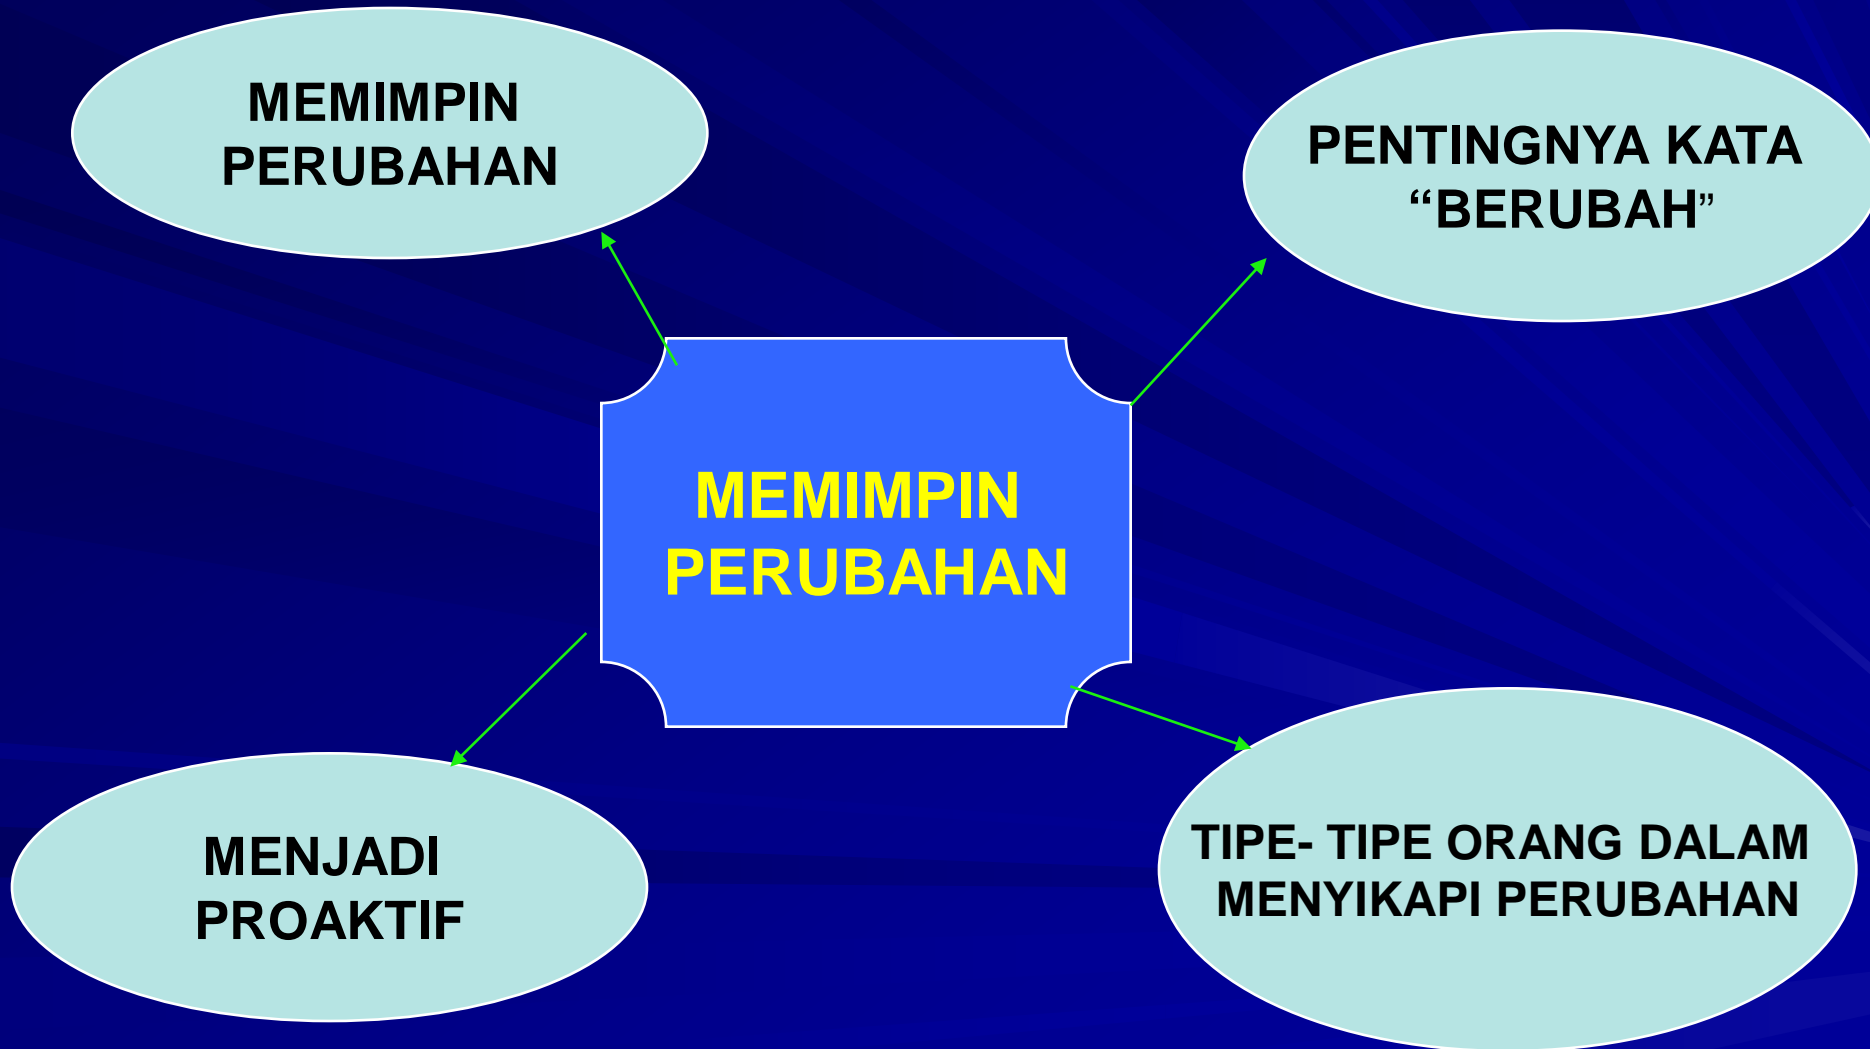 MEMIMPIN
PERUBAHAN
PENTINGNYA KATA
“BERUBAH”
MEMIMPIN
PERUBAHAN
MENJADI
PROAKTIF
TIPE- TIPE ORANG DALAM
MENYIKAPI PERUBAHAN